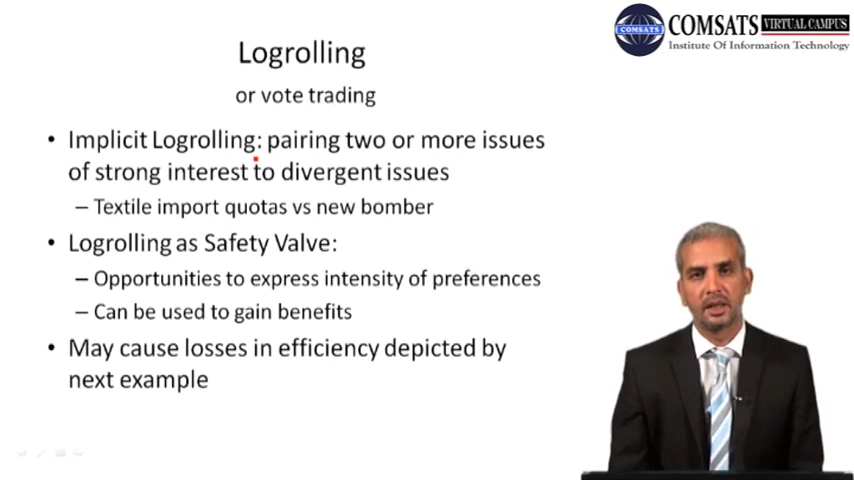 COMSATS VIRTUAL CAMPUS
COMSATS
Institute Of Information Technology
Logrolling
or vote trading
• Implicit Logrolling: pairing two or more issues
of strong interest to divergent issues
– Textile import quotas vs new bomber
• Logrolling as Safety Valve:
– Opportunities to express intensity of preferences
– Can be used to gain benefits
• May cause losses in efficiency depicted by
next example